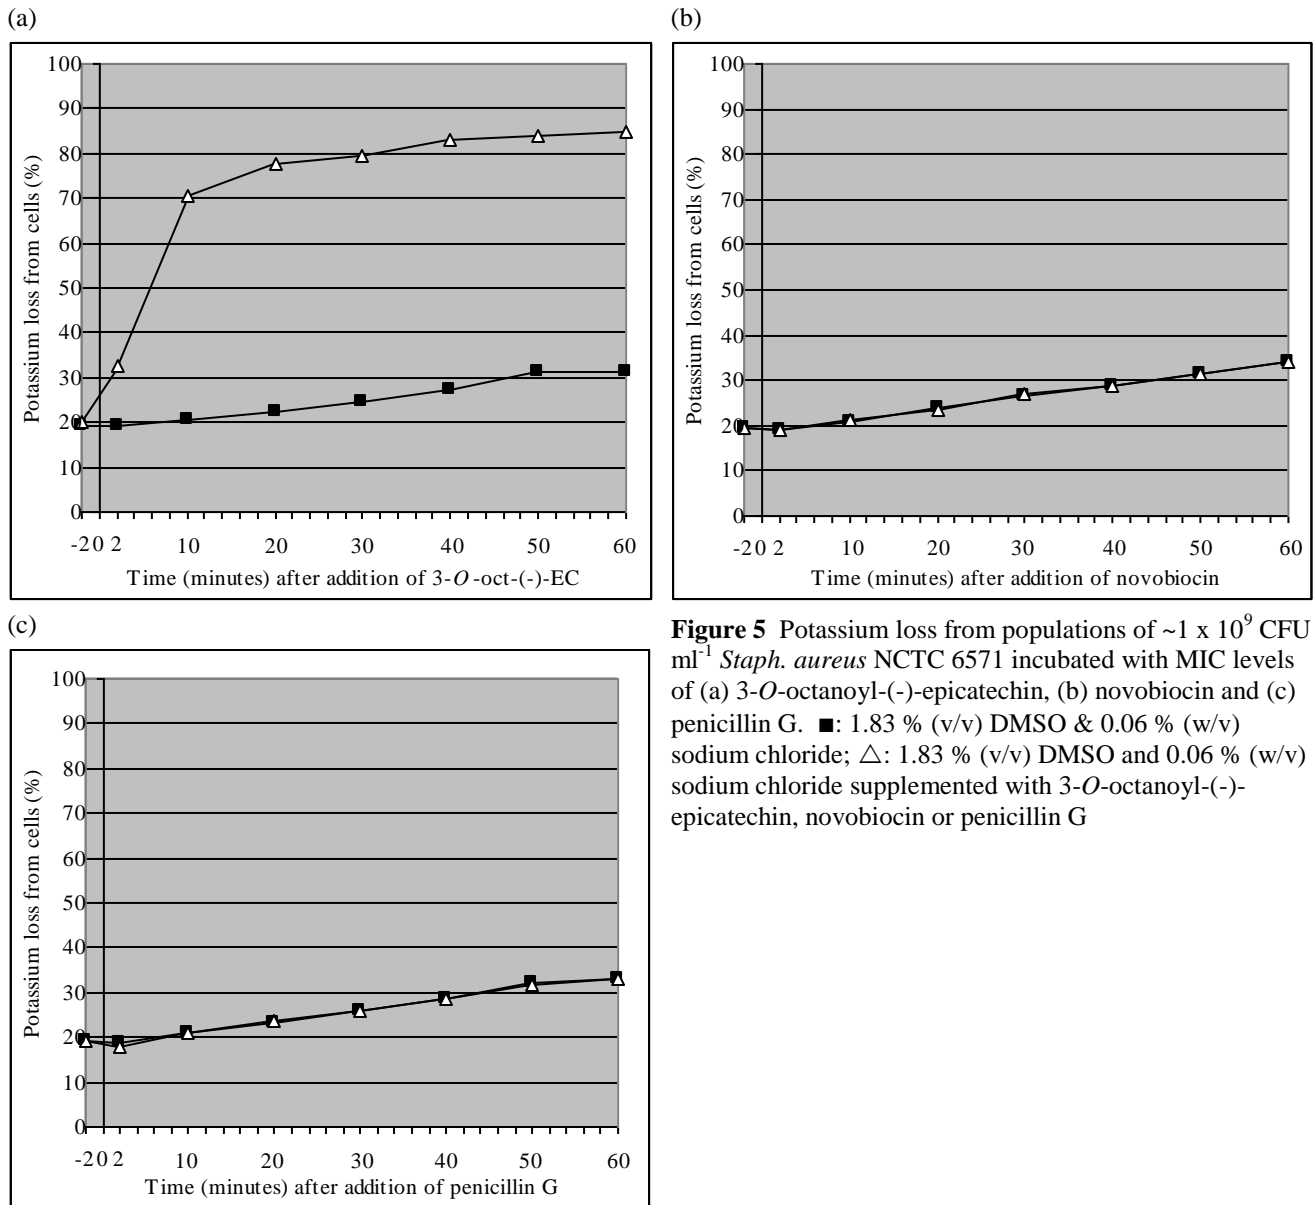 (a)
100
90
80
70
60
50
40
30
20
10
0
Potassium loss from cells (%)
-20 2 10 20 30 40 50 60
Time (minutes) after addition of 3-O-oct-(-)-EC
(b)
100
90
80
70
60
50
40
30
20
10
0
Potassium loss from cells (%)
-20 2 10 20 30 40 50 60
Time (minutes) after addition of novobiocin
(c)
100
90
80
70
60
50
40
30
20
10
0
Potassium loss from cells (%)
-20 2 10 20 30 40 50 60
Time (minutes) after addition of penicillin G
Figure 5 Potassium loss from populations of ~1 x 10⁹ CFU
ml⁻¹ Staph. aureus NCTC 6571 incubated with MIC levels
of (a) 3-O-octanoyl-(-)-epicatechin, (b) novobiocin and (c)
penicillin G. ■: 1.83 % (v/v) DMSO & 0.06 % (w/v)
sodium chloride; △: 1.83 % (v/v) DMSO and 0.06 % (w/v)
sodium chloride supplemented with 3-O-octanoyl-(-)-
epicatechin, novobiocin or penicillin G